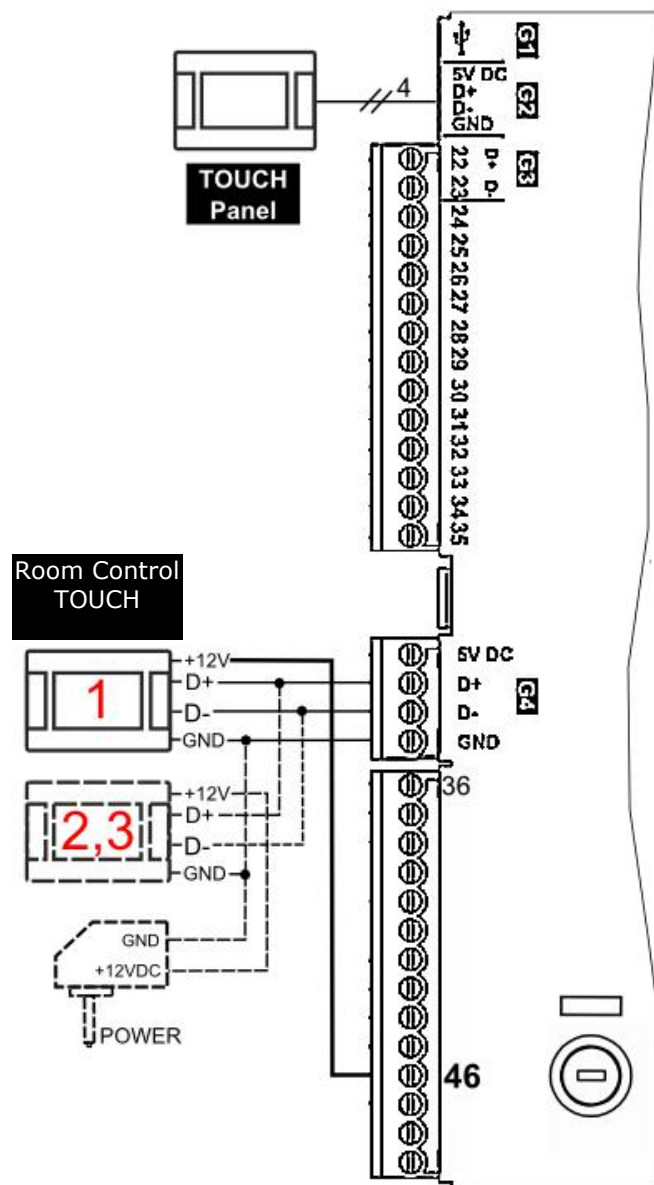 G1
5V DC
D+
D-
GND
G2
4
TOUCH
Panel
22 D+
23 D-
G3
24
25
26
27
28
29
30
31
32
33
34
35
Room Control
TOUCH
+12V
D+
D-
GND
1
5V DC
D+
D-
GND
G4
+12V
D+
D-
GND
2,3
36
GND
+12VDC
POWER
46